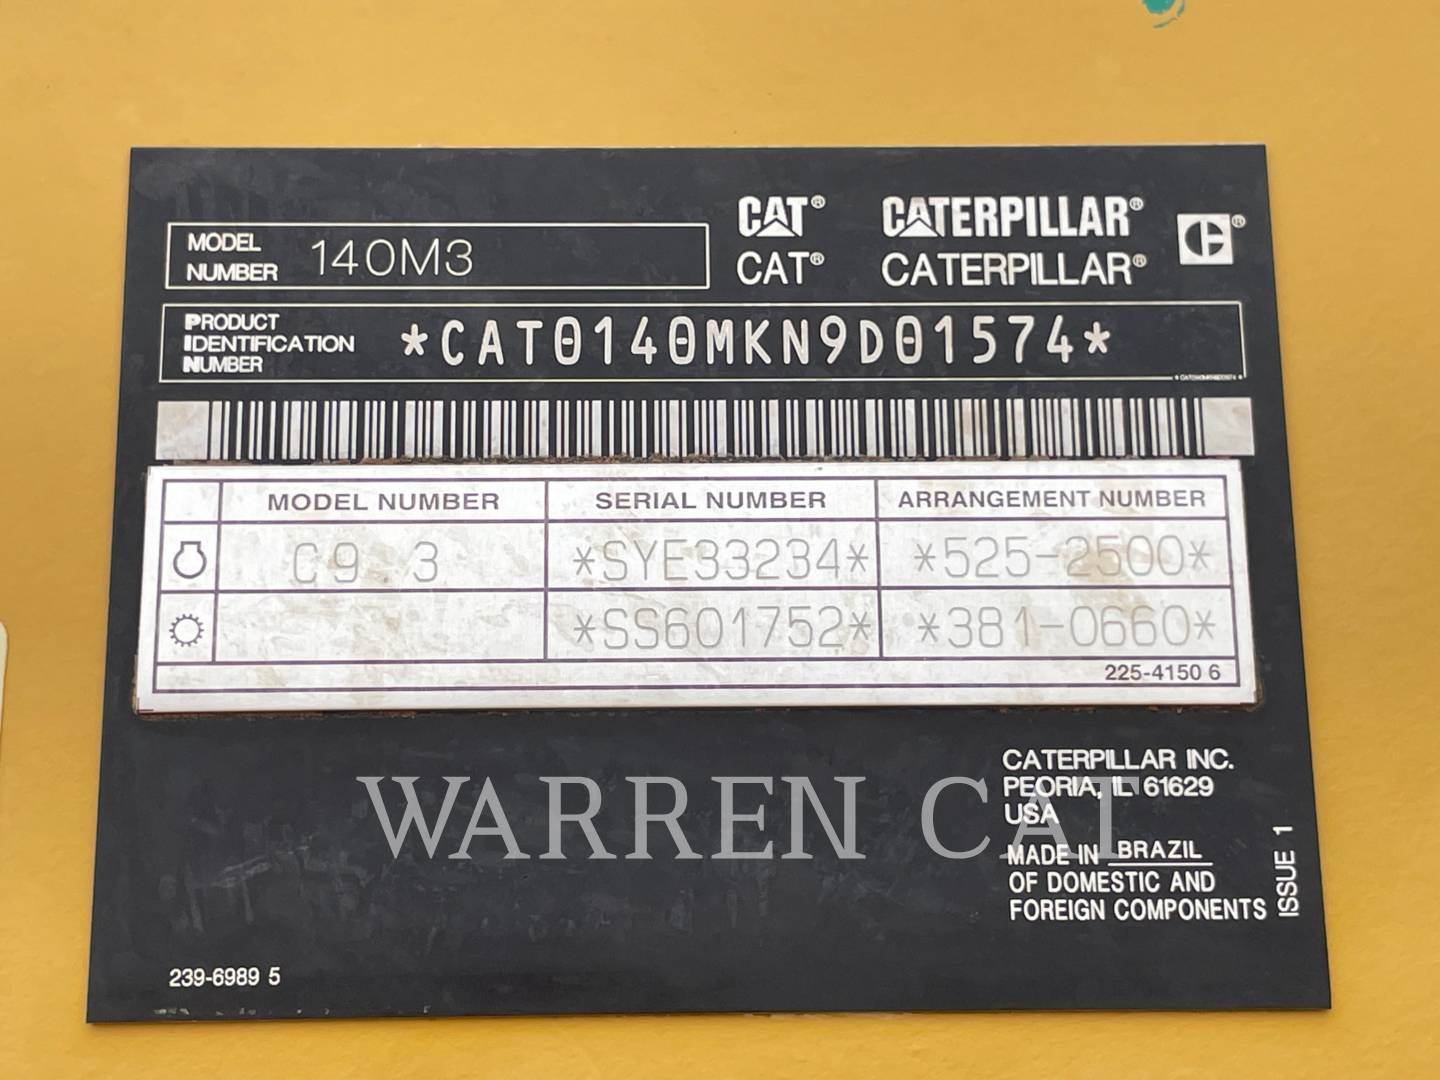 CAT® CATERPILLAR®
MODEL NUMBER 140M3
CAT® CATERPILLAR®
PRODUCT IDENTIFICATION NUMBER *CAT0140MKN9D01574*
MODEL NUMBER SERIAL NUMBER ARRANGEMENT NUMBER
C9 3 *SYE33234* *525-2500*
*SS601752* *381-0660*
225-4150 6
CATERPILLAR INC.
PEORIA, IL 61629
USA
WARREN CAT
MADE IN BRAZIL
OF DOMESTIC AND
FOREIGN COMPONENTS
ISSUE 1
239-6989 5